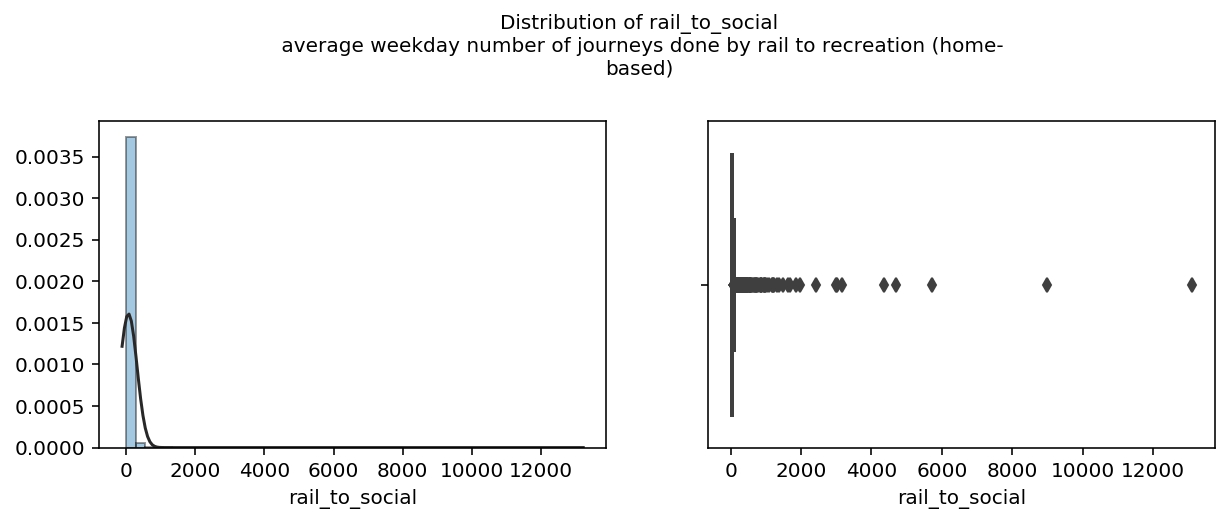 Distribution of rail_to_social
average weekday number of journeys done by rail to recreation (home-
based)
0.0035
0.0030
0.0025
0.0020
0.0015
0.0010
0.0005
0.0000
0 2000 4000 6000 8000 10000 12000
rail_to_social
0 2000 4000 6000 8000 10000 12000
rail_to_social